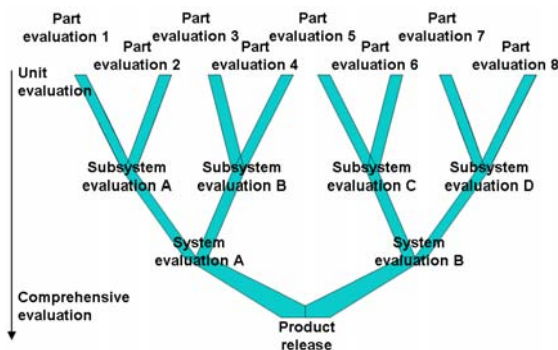 Part
evaluation 1
Part
evaluation 2
Part
evaluation 3
Part
evaluation 4
Part
evaluation 5
Part
evaluation 6
Part
evaluation 7
Part
evaluation 8
Unit
evaluation
Subsystem
evaluation A
Subsystem
evaluation B
Subsystem
evaluation C
Subsystem
evaluation D
System
evaluation A
System
evaluation B
Comprehensive
evaluation
Product
release